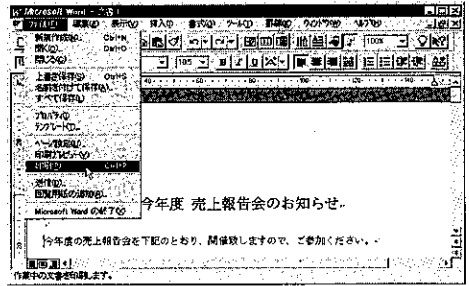 Microsoft Word - 文書 1
ファイル(F) 編集(E) 表示(V) 挿入(I) 書式(O) ツール(T) 罫線(A) ウィンドウ(W) ヘルプ(H)
新規作成(N)... Ctrl+N
開く(O)... Ctrl+O
閉じる(C)
100%
10.5
上書き保存(S) Ctrl+S
名前を付けて保存(A)...
すべて保存(L)
プロパティ(I)
テンプレート(T)...
ページ設定(U)...
印刷プレビュー(V)
印刷(P)... Ctrl+P
送信(D)...
回覧用紙の追加(R)...
Microsoft Word の終了(X)
今年度 売上報告会のお知らせ
今年度の売上報告会を下記のとおり、開催致しますので、ご参加ください。
作業中の文書を印刷します。